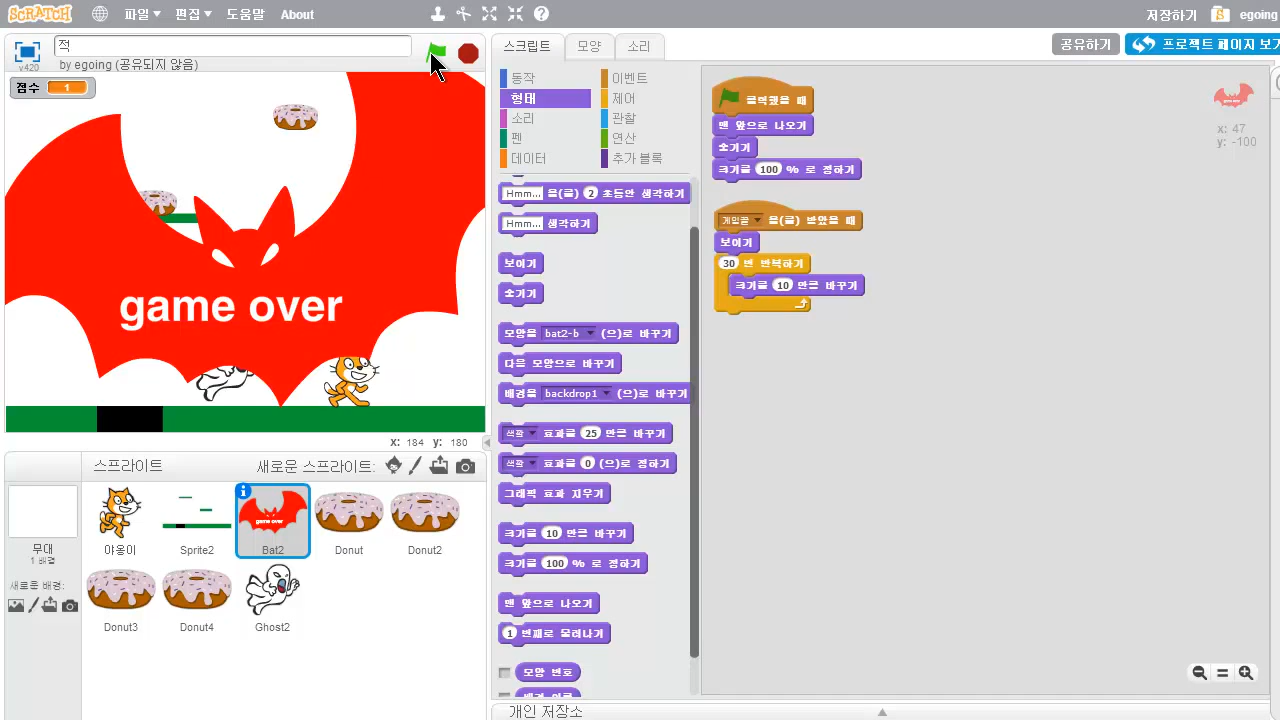 SCRATCH 파일 편집 도움말 About 저장하기 egoing
적
v420 by egoing (공유되지 않음)
스크립트 모양 소리 공유하기 프로젝트 페이지 보기
점수 1
game over
x: 184 y: 180
동작 이벤트
형태 제어
소리 관찰
펜 연산
데이터 추가 블록
Hmm... 을(를) 2 초동안 생각하기
Hmm... 생각하기
보이기
숨기기
모양을 bat2-b (으)로 바꾸기
다음 모양으로 바꾸기
배경을 backdrop1 (으)로 바꾸기
색깔 효과를 25 만큼 바꾸기
색깔 효과를 0 (으)로 정하기
그래픽 효과 지우기
크기를 10 만큼 바꾸기
크기를 100 % 로 정하기
맨 앞으로 나오기
1 번째로 물러나기
모양 번호
클릭했을 때
맨 앞으로 나오기
숨기기
크기를 100 % 로 정하기
게임끝 을(를) 받았을 때
보이기
30 번 반복하기
크기를 10 만큼 바꾸기
x: 47
y: -100
스프라이트 새로운 스프라이트:
무대
1 배경
새로운 배경:
야옹이 Sprite2 game over Bat2 Donut Donut2
Donut3 Donut4 Ghost2
개인 저장소